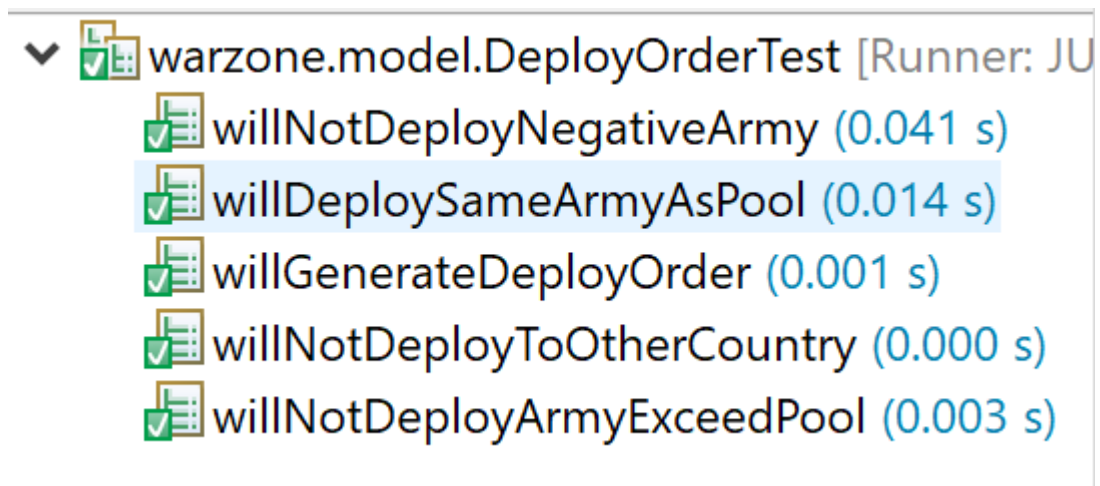 warzone.model.DeployOrderTest [Runner: JU
willNotDeployNegativeArmy (0.041 s)
willDeploySameArmyAsPool (0.014 s)
willGenerateDeployOrder (0.001 s)
willNotDeployToOtherCountry (0.000 s)
willNotDeployArmyExceedPool (0.003 s)